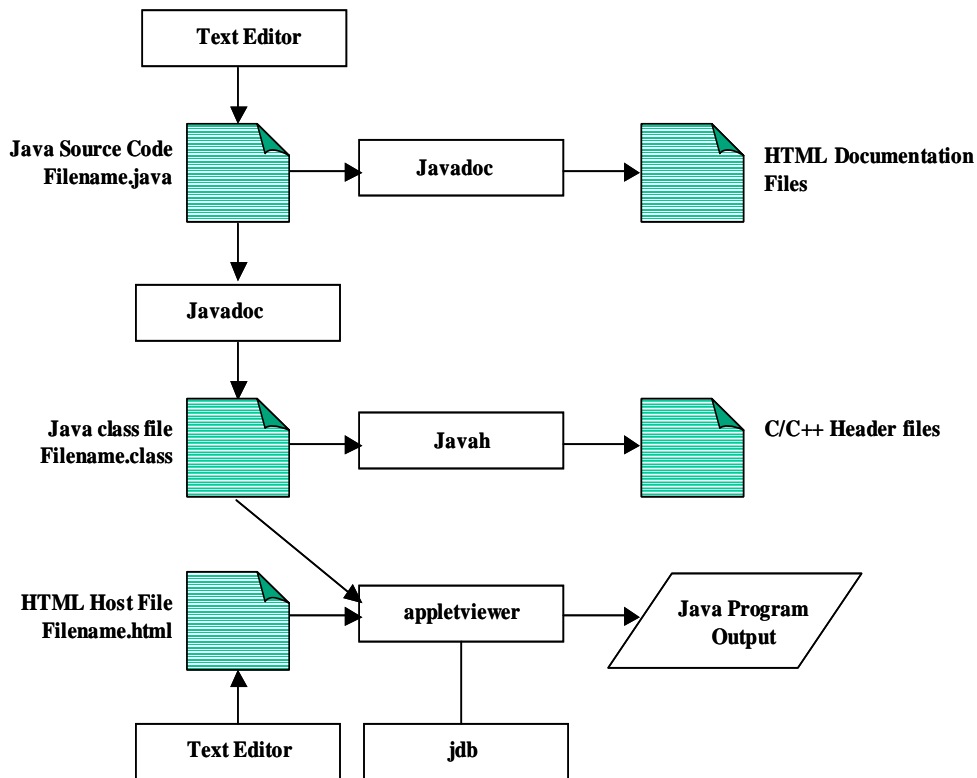 Text Editor
Java Source Code
Filename.java
Javadoc
HTML Documentation
Files
Javadoc
Java class file
Filename.class
Javah
C/C++ Header files
HTML Host File
Filename.html
appletviewer
Java Program
Output
Text Editor
jdb